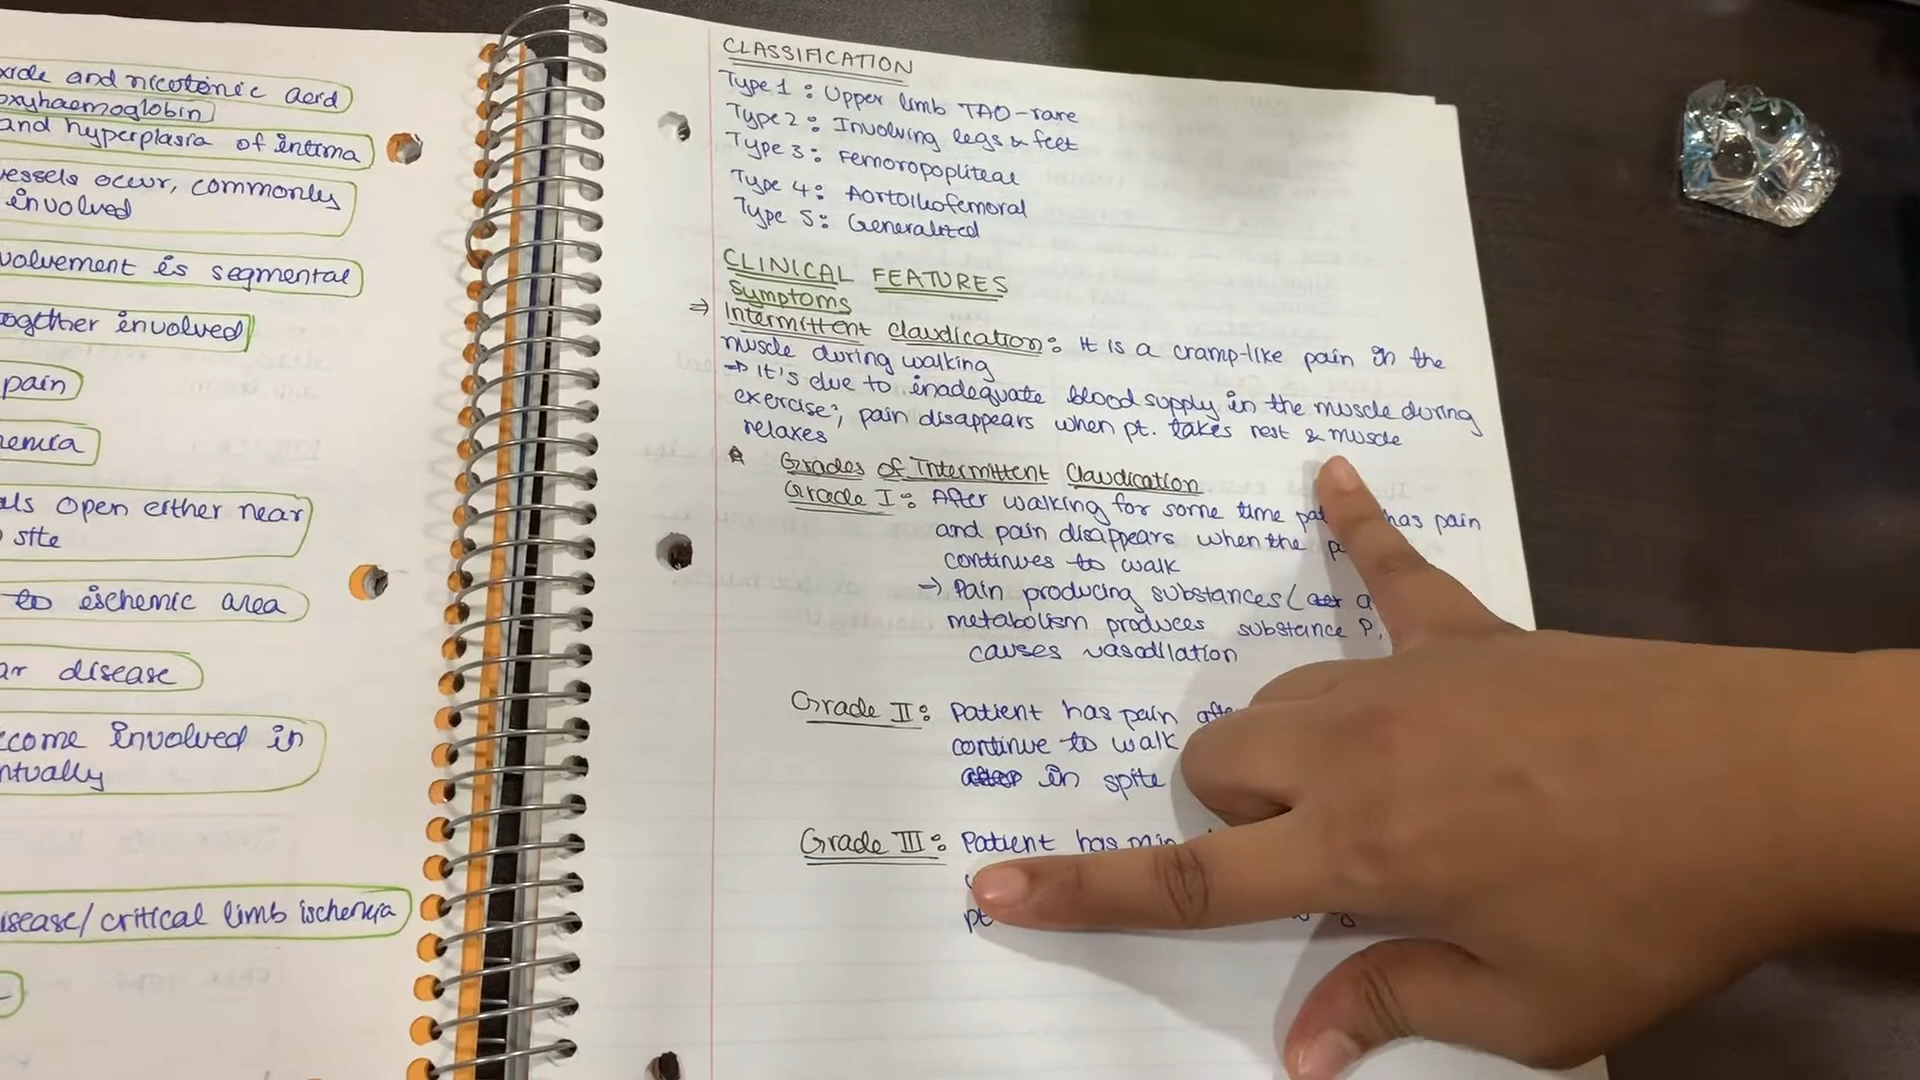 xide and nicotenic acid
oxyhaemoglobin
and hyperplasia of intima
vessels occur, commonly
involved
volvement is segmental
together involved
pain
hemia
als open either near
site
to ischemic area
ar disease
come involved in
ntually
isease/ critical limb ischemia
CLASSIFICATION
Type 1: Upper limb TAO-rare
Type 2: Involving legs & feet
Type 3: Femoropopliteal
Type 4: Aortoiliofemoral
Type 5: Generalized
CLINICAL FEATURES
Symptoms
⇒ Intermittent claudication: It is a cramp-like pain in the
muscle during walking
→ It's due to inadequate blood supply in the muscle during
exercise; pain disappears when pt. takes rest & muscle
relaxes
Grades of Intermittent Claudication
Grade I: After walking for some time pat has pain
and pain disappears when the p
continues to walk
→ Pain producing substances ( a
metabolism produces substance P,
causes vasodilation
Grade II: Patient has pain afte
continue to walk
in spite
Grade III: Patient has min
pt